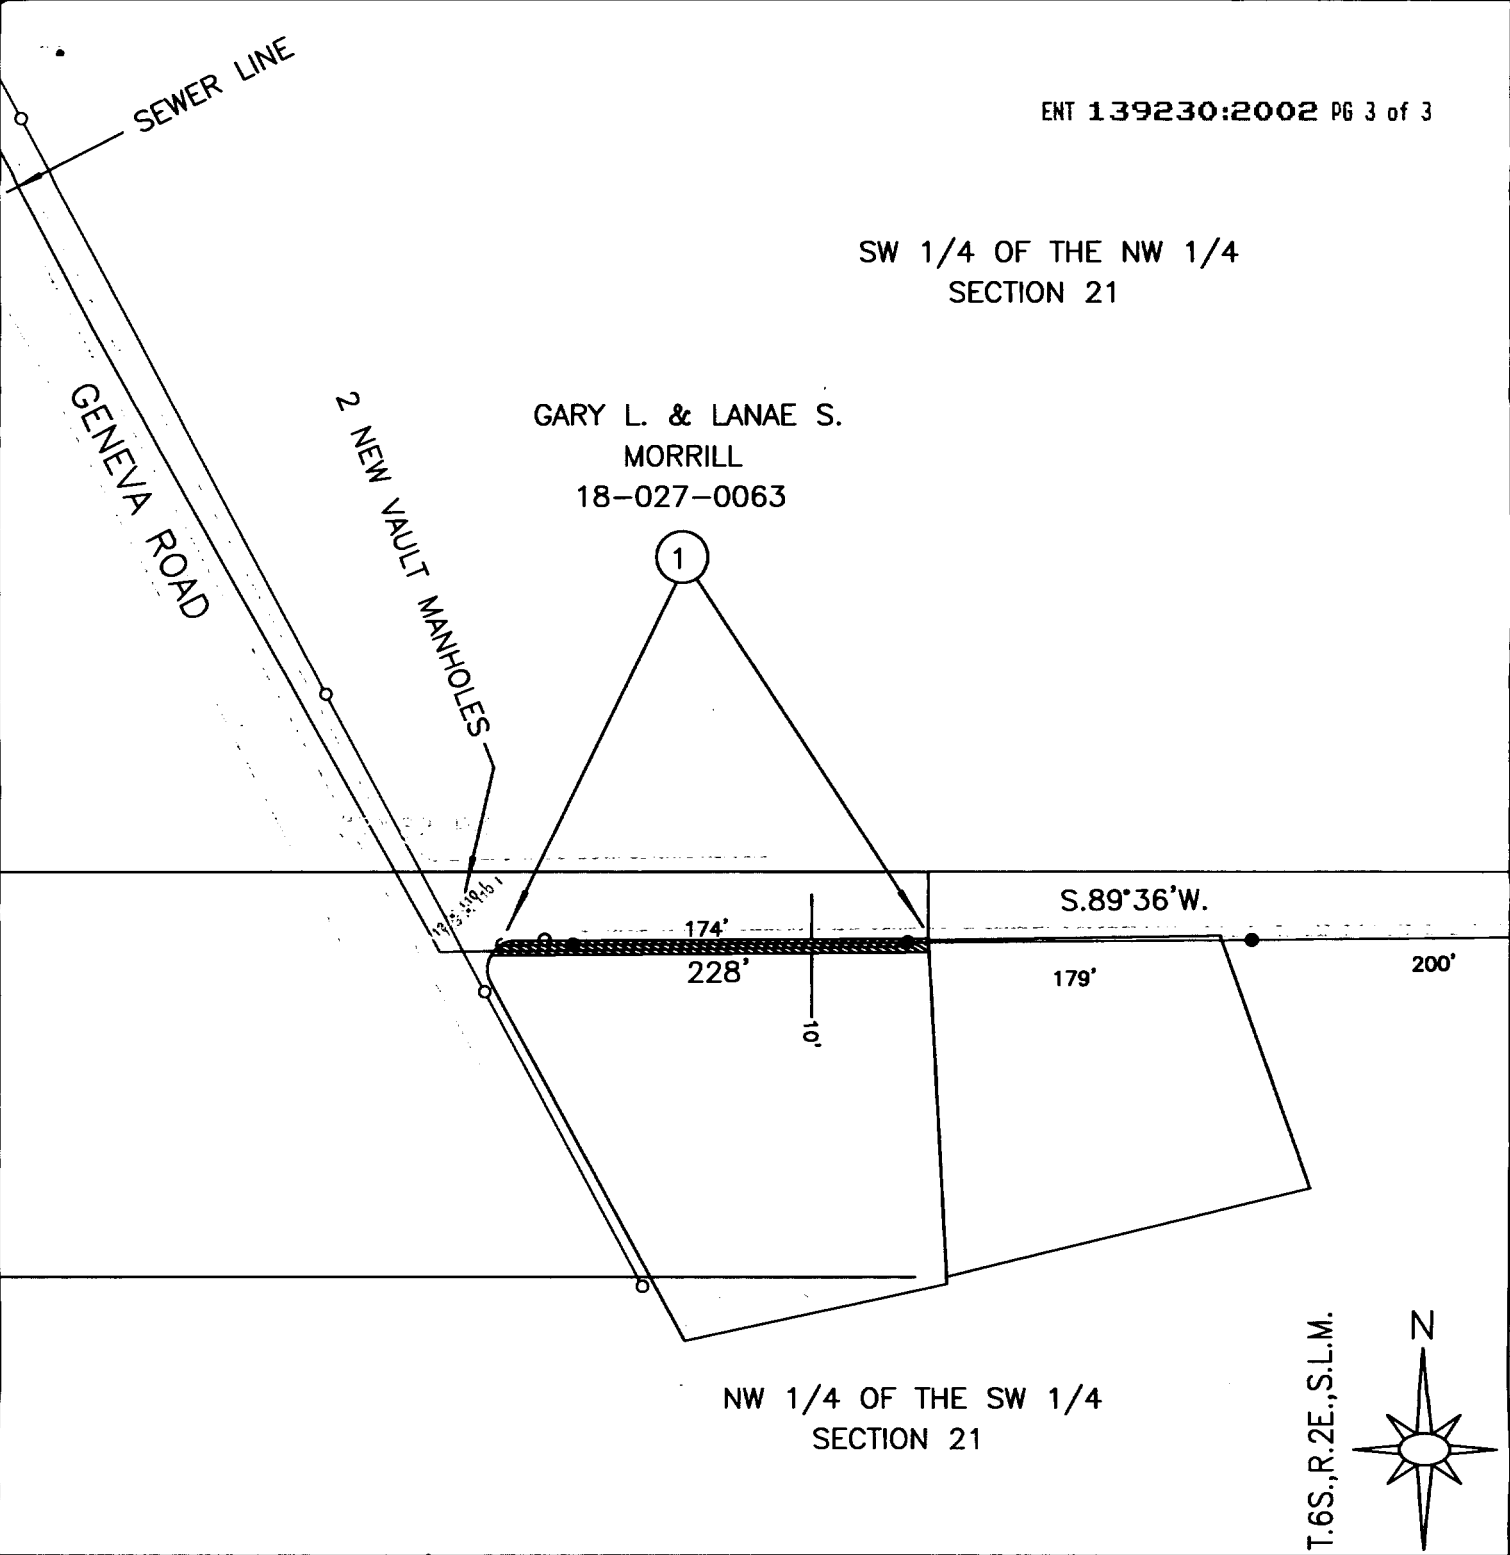 SEWER LINE
ENT 139230:2002 PG 3 of 3
SW 1/4 OF THE NW 1/4
SECTION 21
GENEVA ROAD
2 NEW VAULT MANHOLES
GARY L. & LANAE S.
MORRILL
18-027-0063
1
S.89°36'W.
174'
228'
10'
179'
200'
NW 1/4 OF THE SW 1/4
SECTION 21
T.6S.,R.2E.,S.L.M.
N